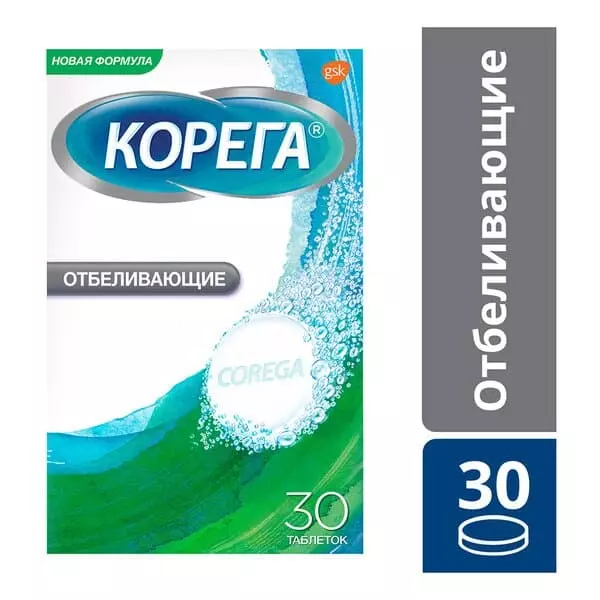 НОВАЯ ФОРМУЛА
gsk
КОРЕГА®
ОТБЕЛИВАЮЩИЕ
COREGA
30
ТАБЛЕТОК
Отбеливающие
30